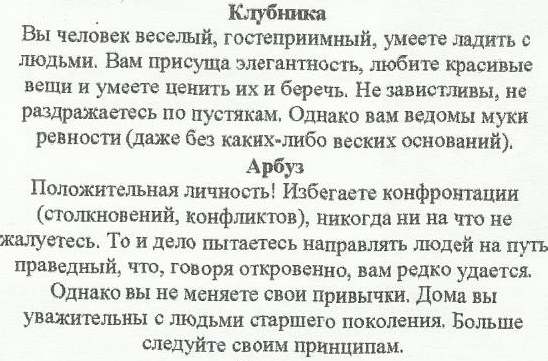 Клубника
Вы человек веселый, гостеприимный, умеете ладить с
людьми. Вам присуща элегантность, любите красивые
вещи и умеете ценить их и беречь. Не завистливы, не
раздражаетесь по пустякам. Однако вам ведомы муки
ревности (даже без каких-либо веских оснований).
Арбуз
Положительная личность! Избегаете конфронтации
(столкновений, конфликтов), никогда ни на что не
жалуетесь. То и дело пытаетесь направлять людей на путь
праведный, что, говоря откровенно, вам редко удается.
Однако вы не меняете свои привычки. Дома вы
уважительны с людьми старшего поколения. Больше
следуйте своим принципам.